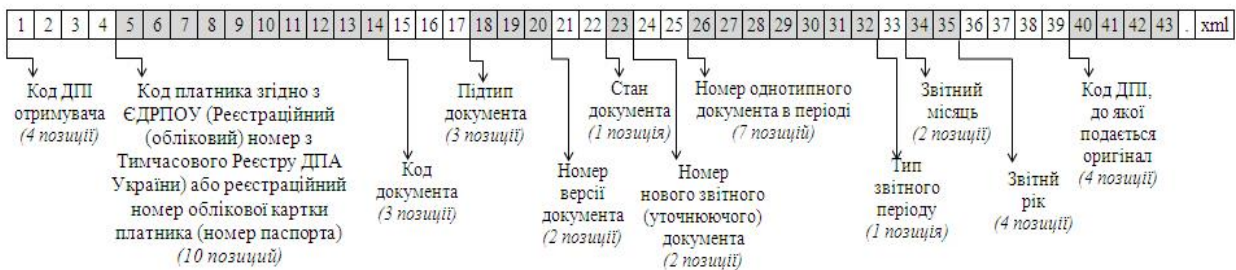 1 2 3 4 5 6 7 8 9 10 11 12 13 14 15 16 17 18 19 20 21 22 23 24 25 26 27 28 29 30 31 32 33 34 35 36 37 38 39 40 41 42 43 . xml
Код ДПІ
отримувача
(4 позиції)
Код платника згідно з
ЄДРПОУ (Реєстраційний
(обліковий) номер з
Тимчасового Реєстру ДПА
України) або реєстраційний
номер облікової картки
платника (номер паспорта)
(10 позиций)
Код
документа
(3 позиції)
Підтип
документа
(3 позиції)
Номер
версії
документа
(2 позиції)
Стан
документа
(1 позиція)
Номер
нового звітного
(уточнюючого)
документа
(2 позиції)
Номер однотипного
документа в періоді
(7 позицій)
Тип
звітного
періоду
(1 позиція)
Звітний
місяць
(2 позиції)
Звітнй
рік
(4 позиції)
Код ДПІ,
до якої
подається
оригінал
(4 позиції)